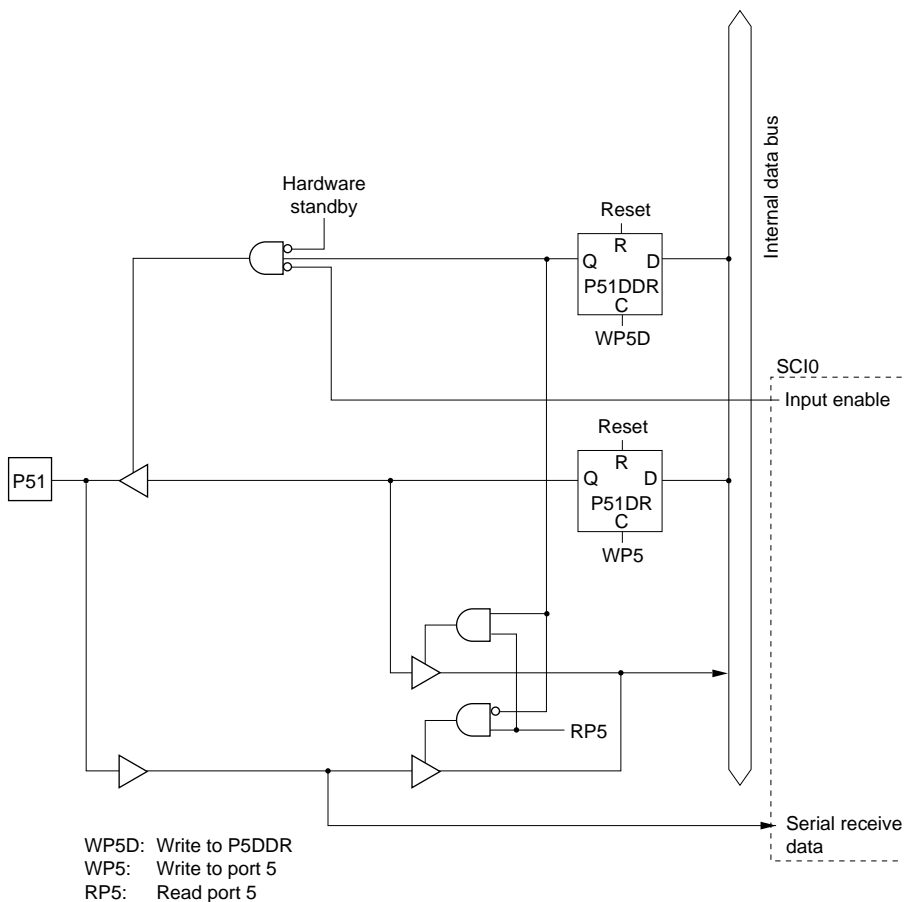 Hardware
standby
Reset
R
Q D
P51DDR
C
WP5D
Internal data bus
SCI0
Input enable
Reset
R
Q D
P51DR
C
WP5
P51
RP5
Serial receive
data
WP5D: Write to P5DDR
WP5: Write to port 5
RP5: Read port 5